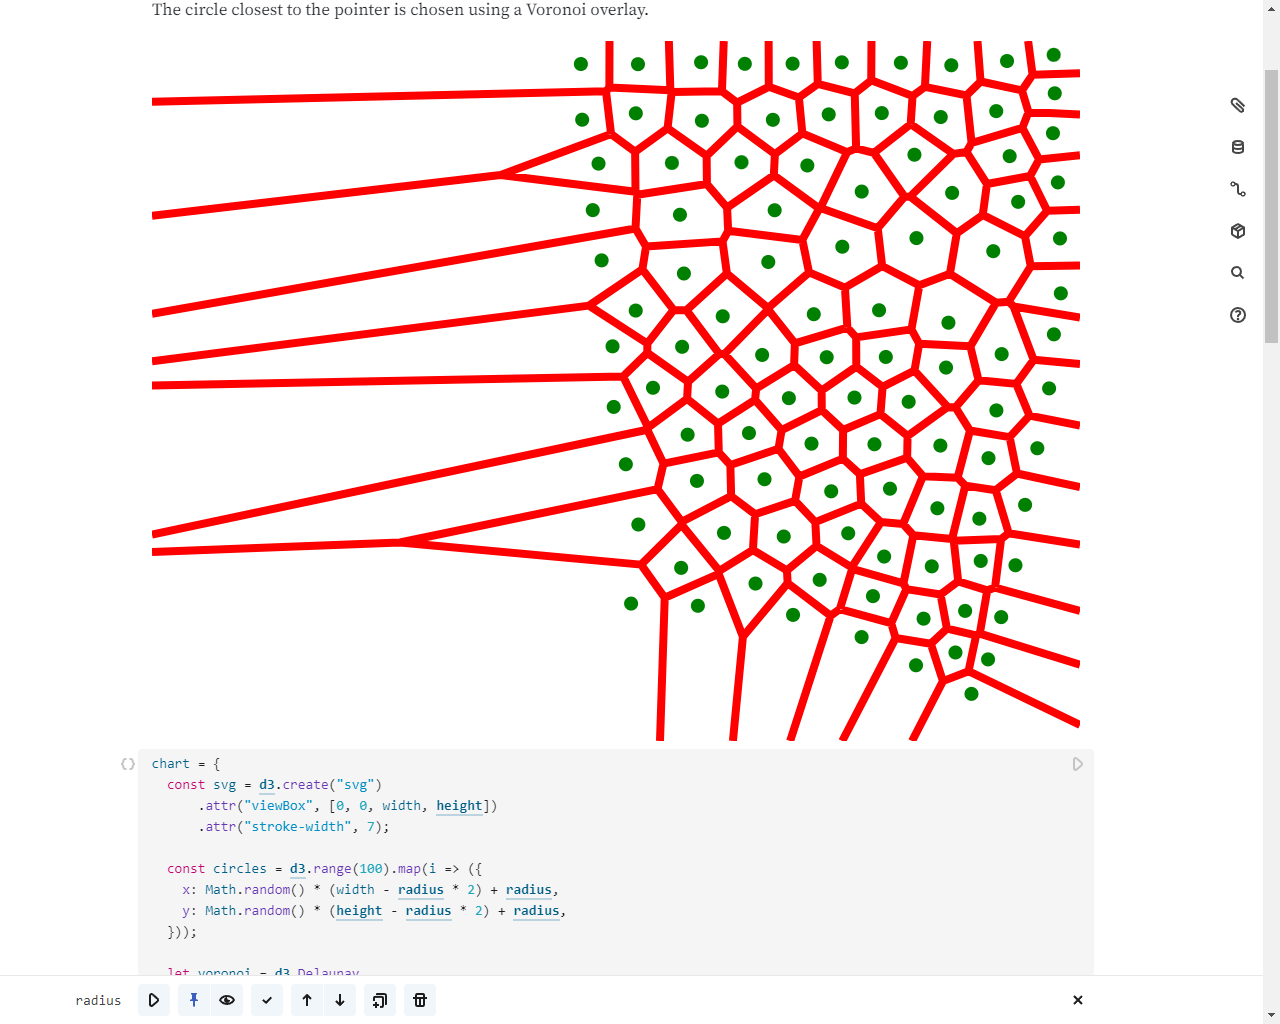 The circle closest to the pointer is chosen using a Voronoi overlay.
chart = {
const svg = d3.create("svg")
.attr("viewBox", [0, 0, width, height])
.attr("stroke-width", 7);
const circles = d3.range(100).map(i => ({
x: Math.random() * (width - radius * 2) + radius,
y: Math.random() * (height - radius * 2) + radius,
}));
let voronoi = d3.Delaunay
radius